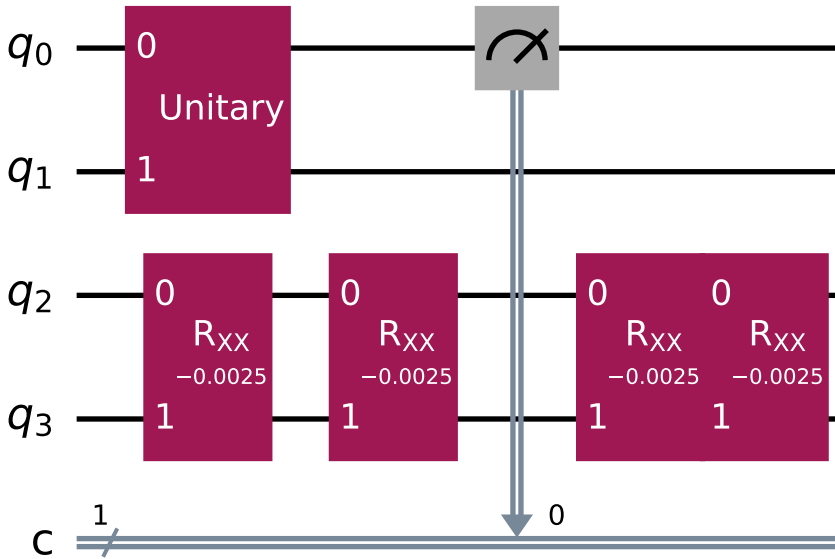 q0 0
Unitary
q1 1
q2 0 0 0 0
RXX RXX RXX RXX
−0.0025 −0.0025 −0.0025 −0.0025
q3 1 1 1 1
1 0
c